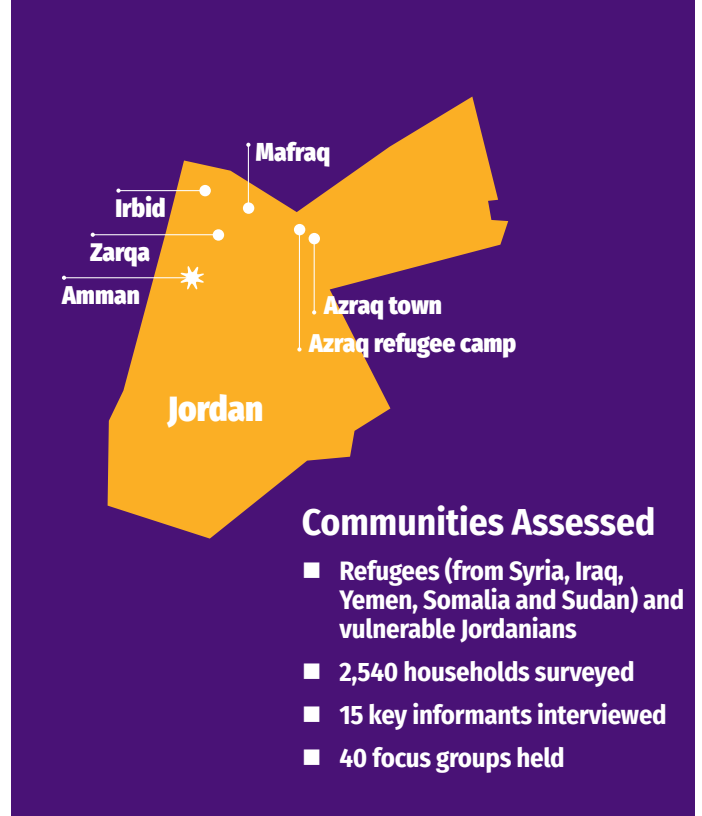 Mafraq
Irbid
Zarqa
Amman
Azraq town
Azraq refugee camp
Jordan
Communities Assessed
■ Refugees (from Syria, Iraq,
Yemen, Somalia and Sudan) and
vulnerable Jordanians
■ 2,540 households surveyed
■ 15 key informants interviewed
■ 40 focus groups held